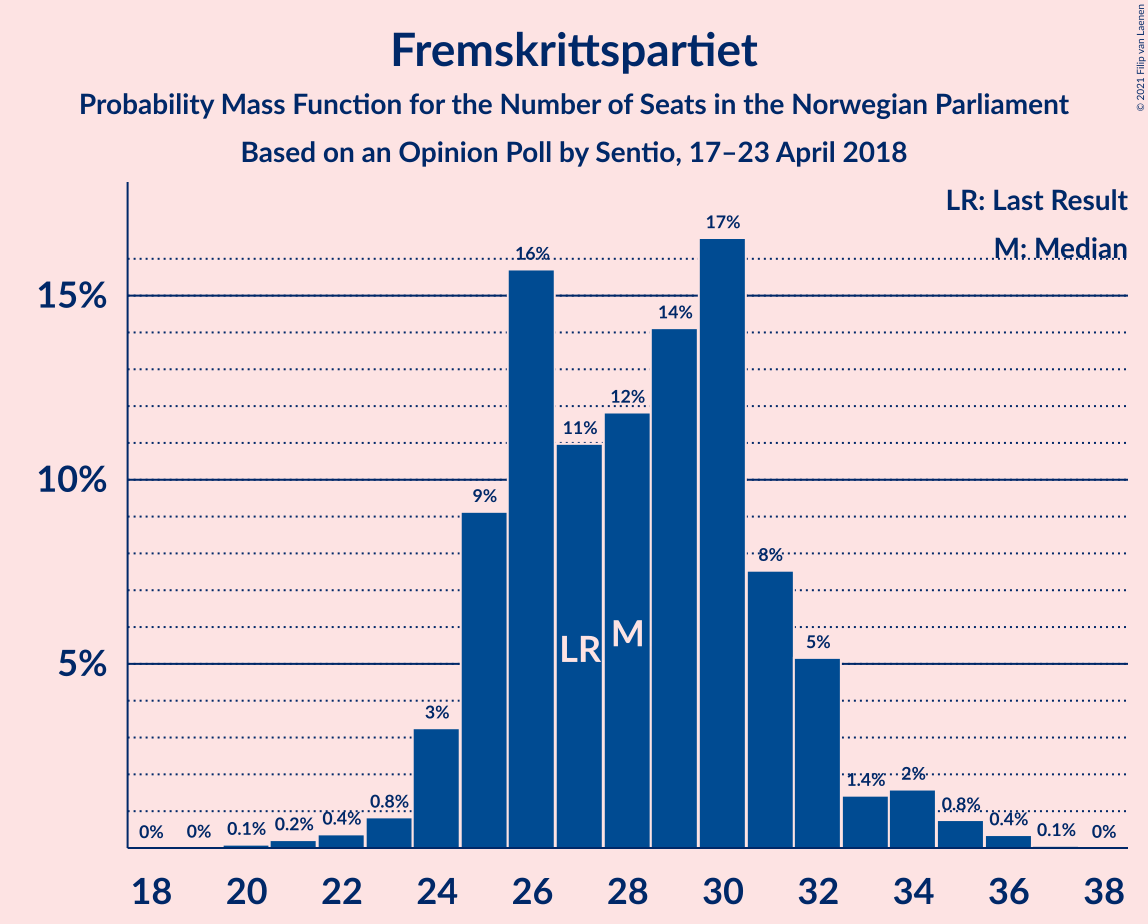 Fremskrittspartiet
Probability Mass Function for the Number of Seats in the Norwegian Parliament
Based on an Opinion Poll by Sentio, 17–23 April 2018
© 2021 Filip van Laenen
LR: Last Result
M: Median
15%
10%
5%
0%
0%
0.1%
0.2%
0.4%
0.8%
3%
9%
16%
11%
12%
14%
17%
8%
5%
1.4%
2%
0.8%
0.4%
0.1%
0%
LR
M
18 20 22 24 26 28 30 32 34 36 38